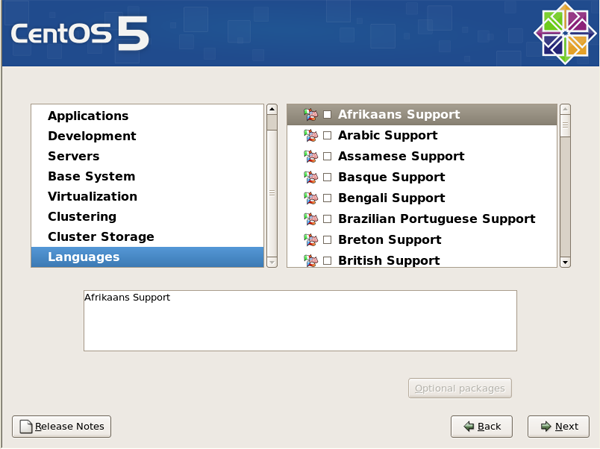 CentOS 5
Applications
Development
Servers
Base System
Virtualization
Clustering
Cluster Storage
Languages
Afrikaans Support
Arabic Support
Assamese Support
Basque Support
Bengali Support
Brazilian Portuguese Support
Breton Support
British Support
Afrikaans Support
Optional packages
Release Notes
Back
Next